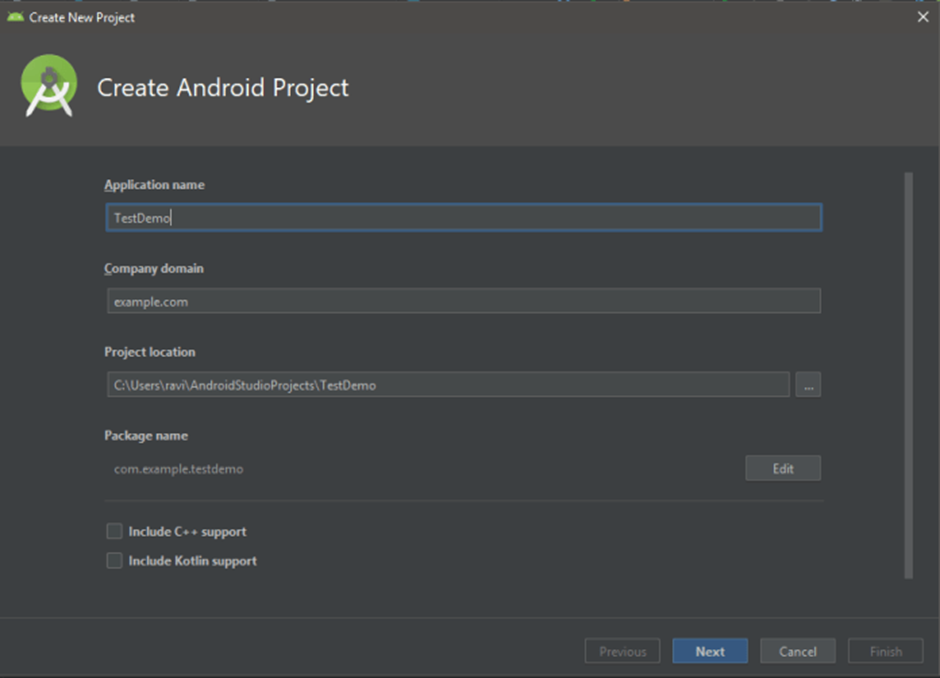 Create New Project
Create Android Project
Application name
TestDemo
Company domain
example.com
Project location
C:\Users\ravi\AndroidStudioProjects\TestDemo
...
Package name
com.example.testdemo
Edit
Include C++ support
Include Kotlin support
Previous Next Cancel Finish